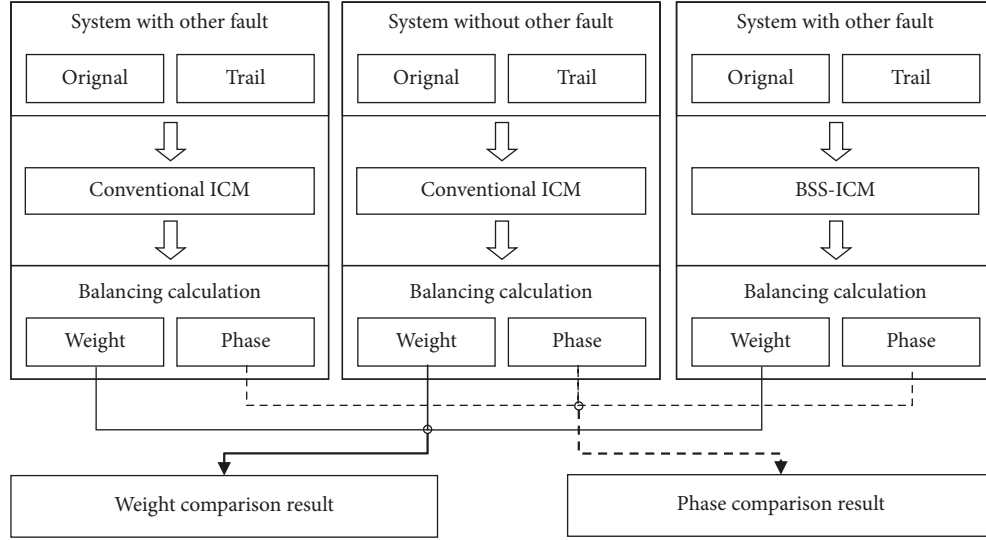 System with other fault
Orignal
Trail
Conventional ICM
Balancing calculation
Weight
Phase
System without other fault
Orignal
Trail
Conventional ICM
Balancing calculation
Weight
Phase
System with other fault
Orignal
Trail
BSS-ICM
Balancing calculation
Weight
Phase
Weight comparison result
Phase comparison result